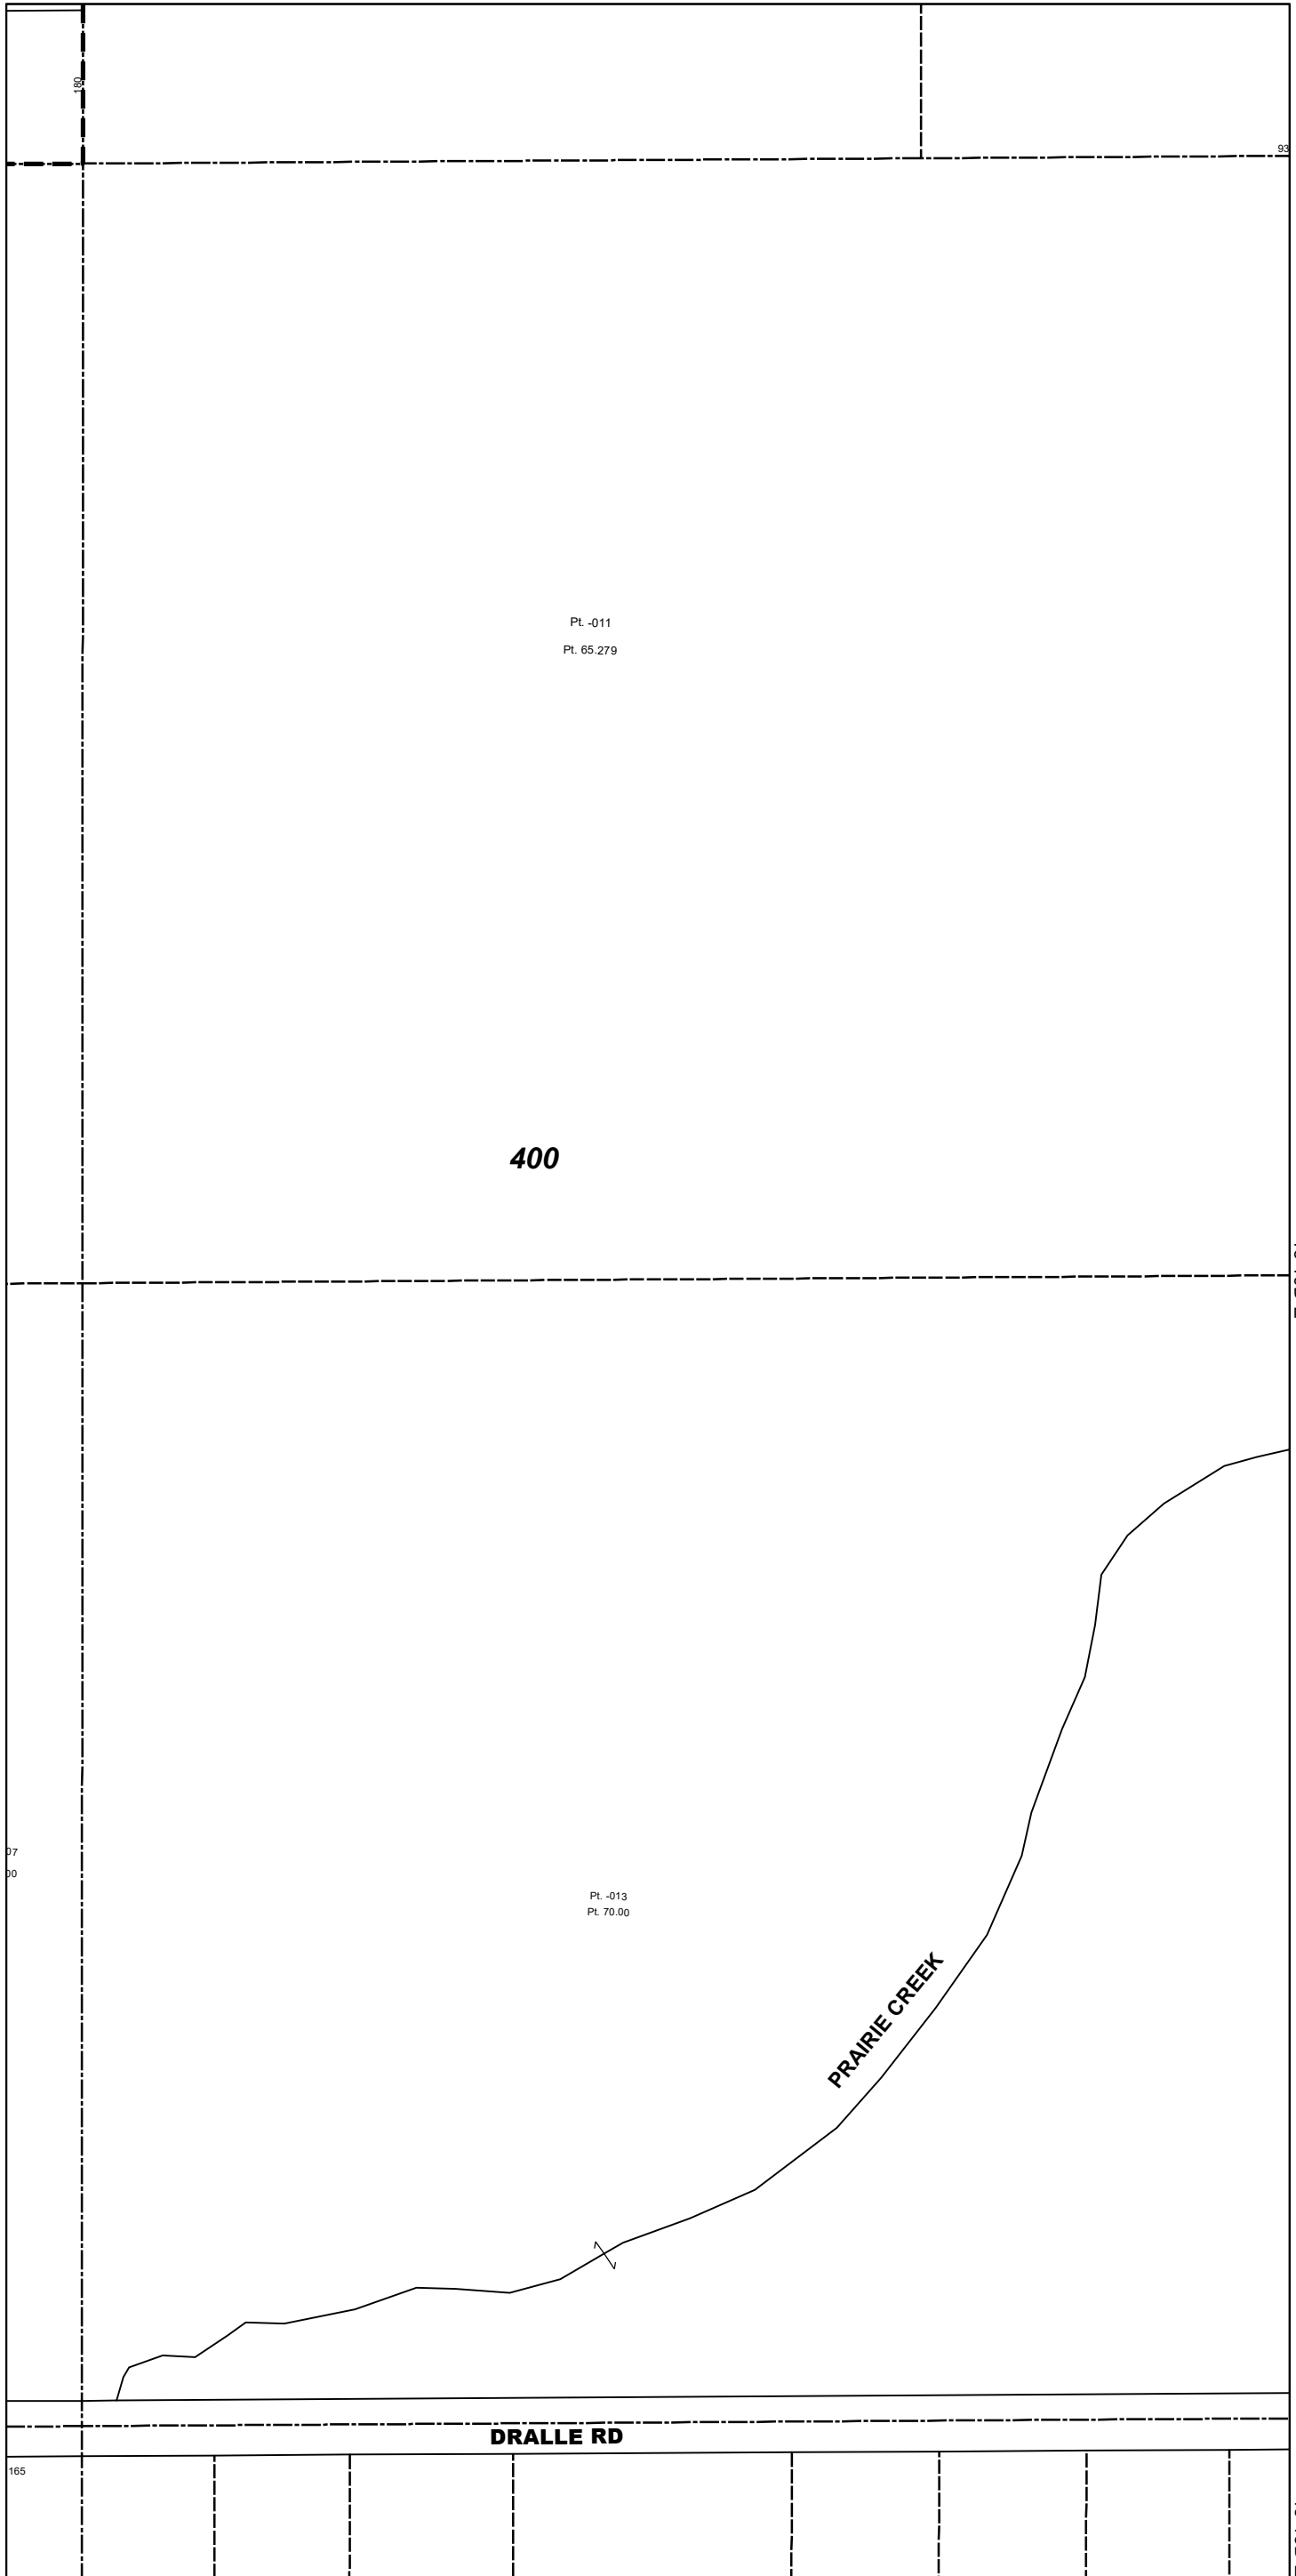 180
93
Pt. -011
Pt. 65.279
400
07
00
Pt. -013
Pt. 70.00
PRAIRIE CREEK
DRALLE RD
165